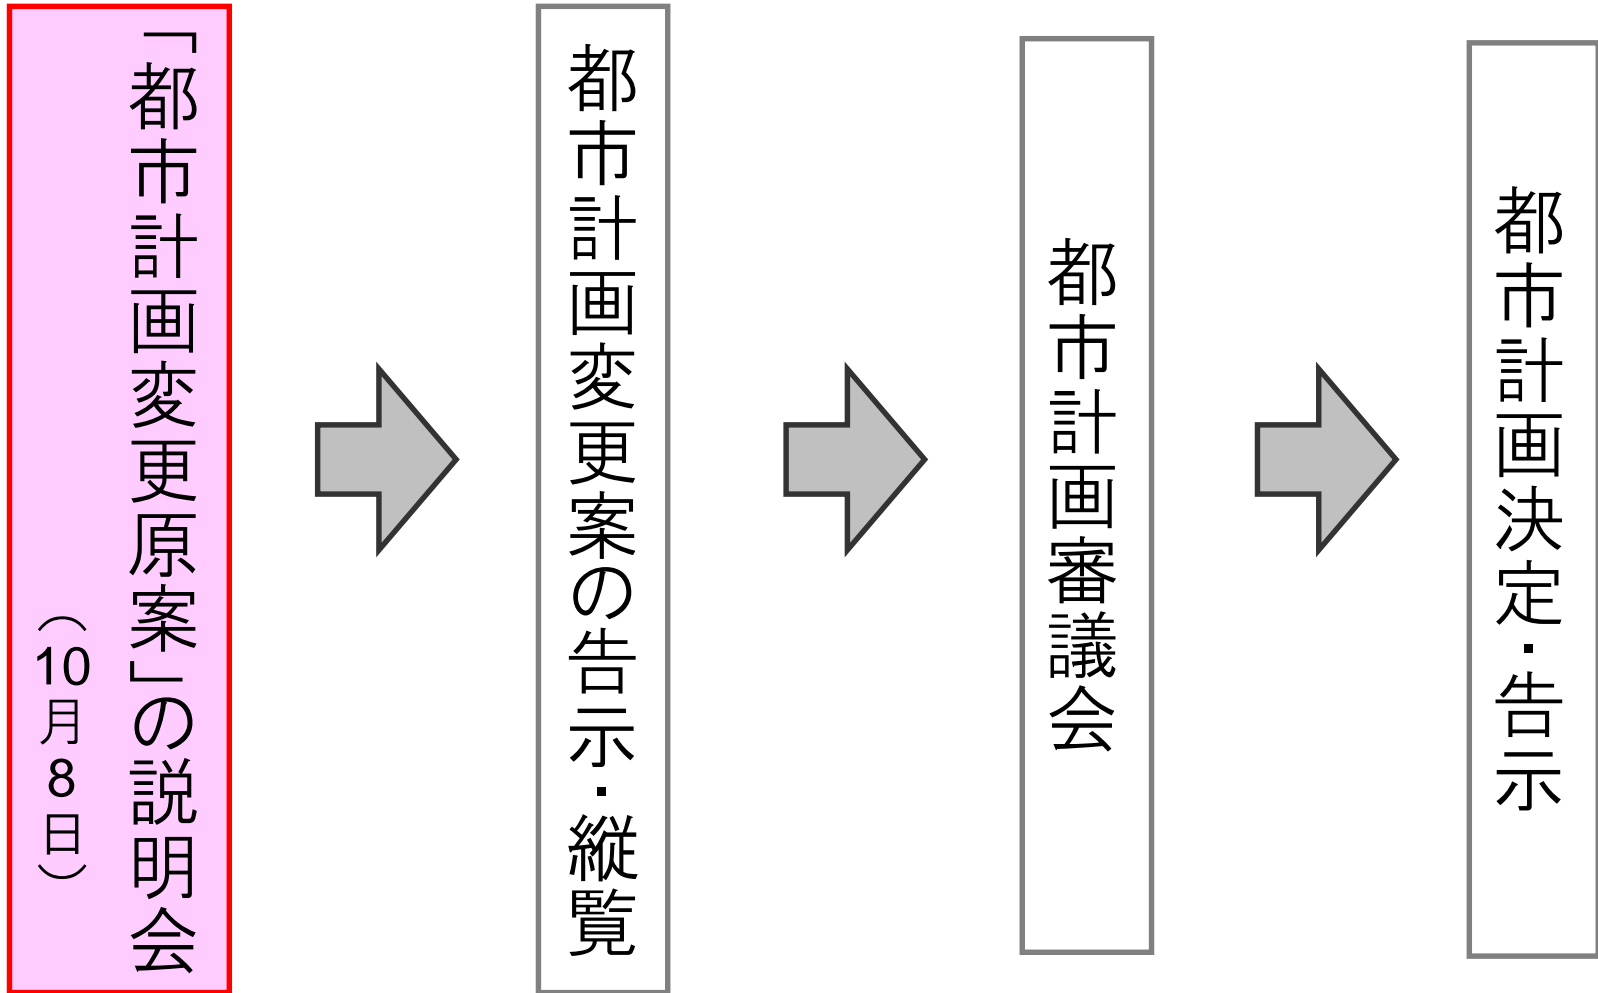 「都市計画変更原案」の説明会
（10月8日）
都市計画変更案の告示・縦覧
都市計画審議会
都市計画決定・告示